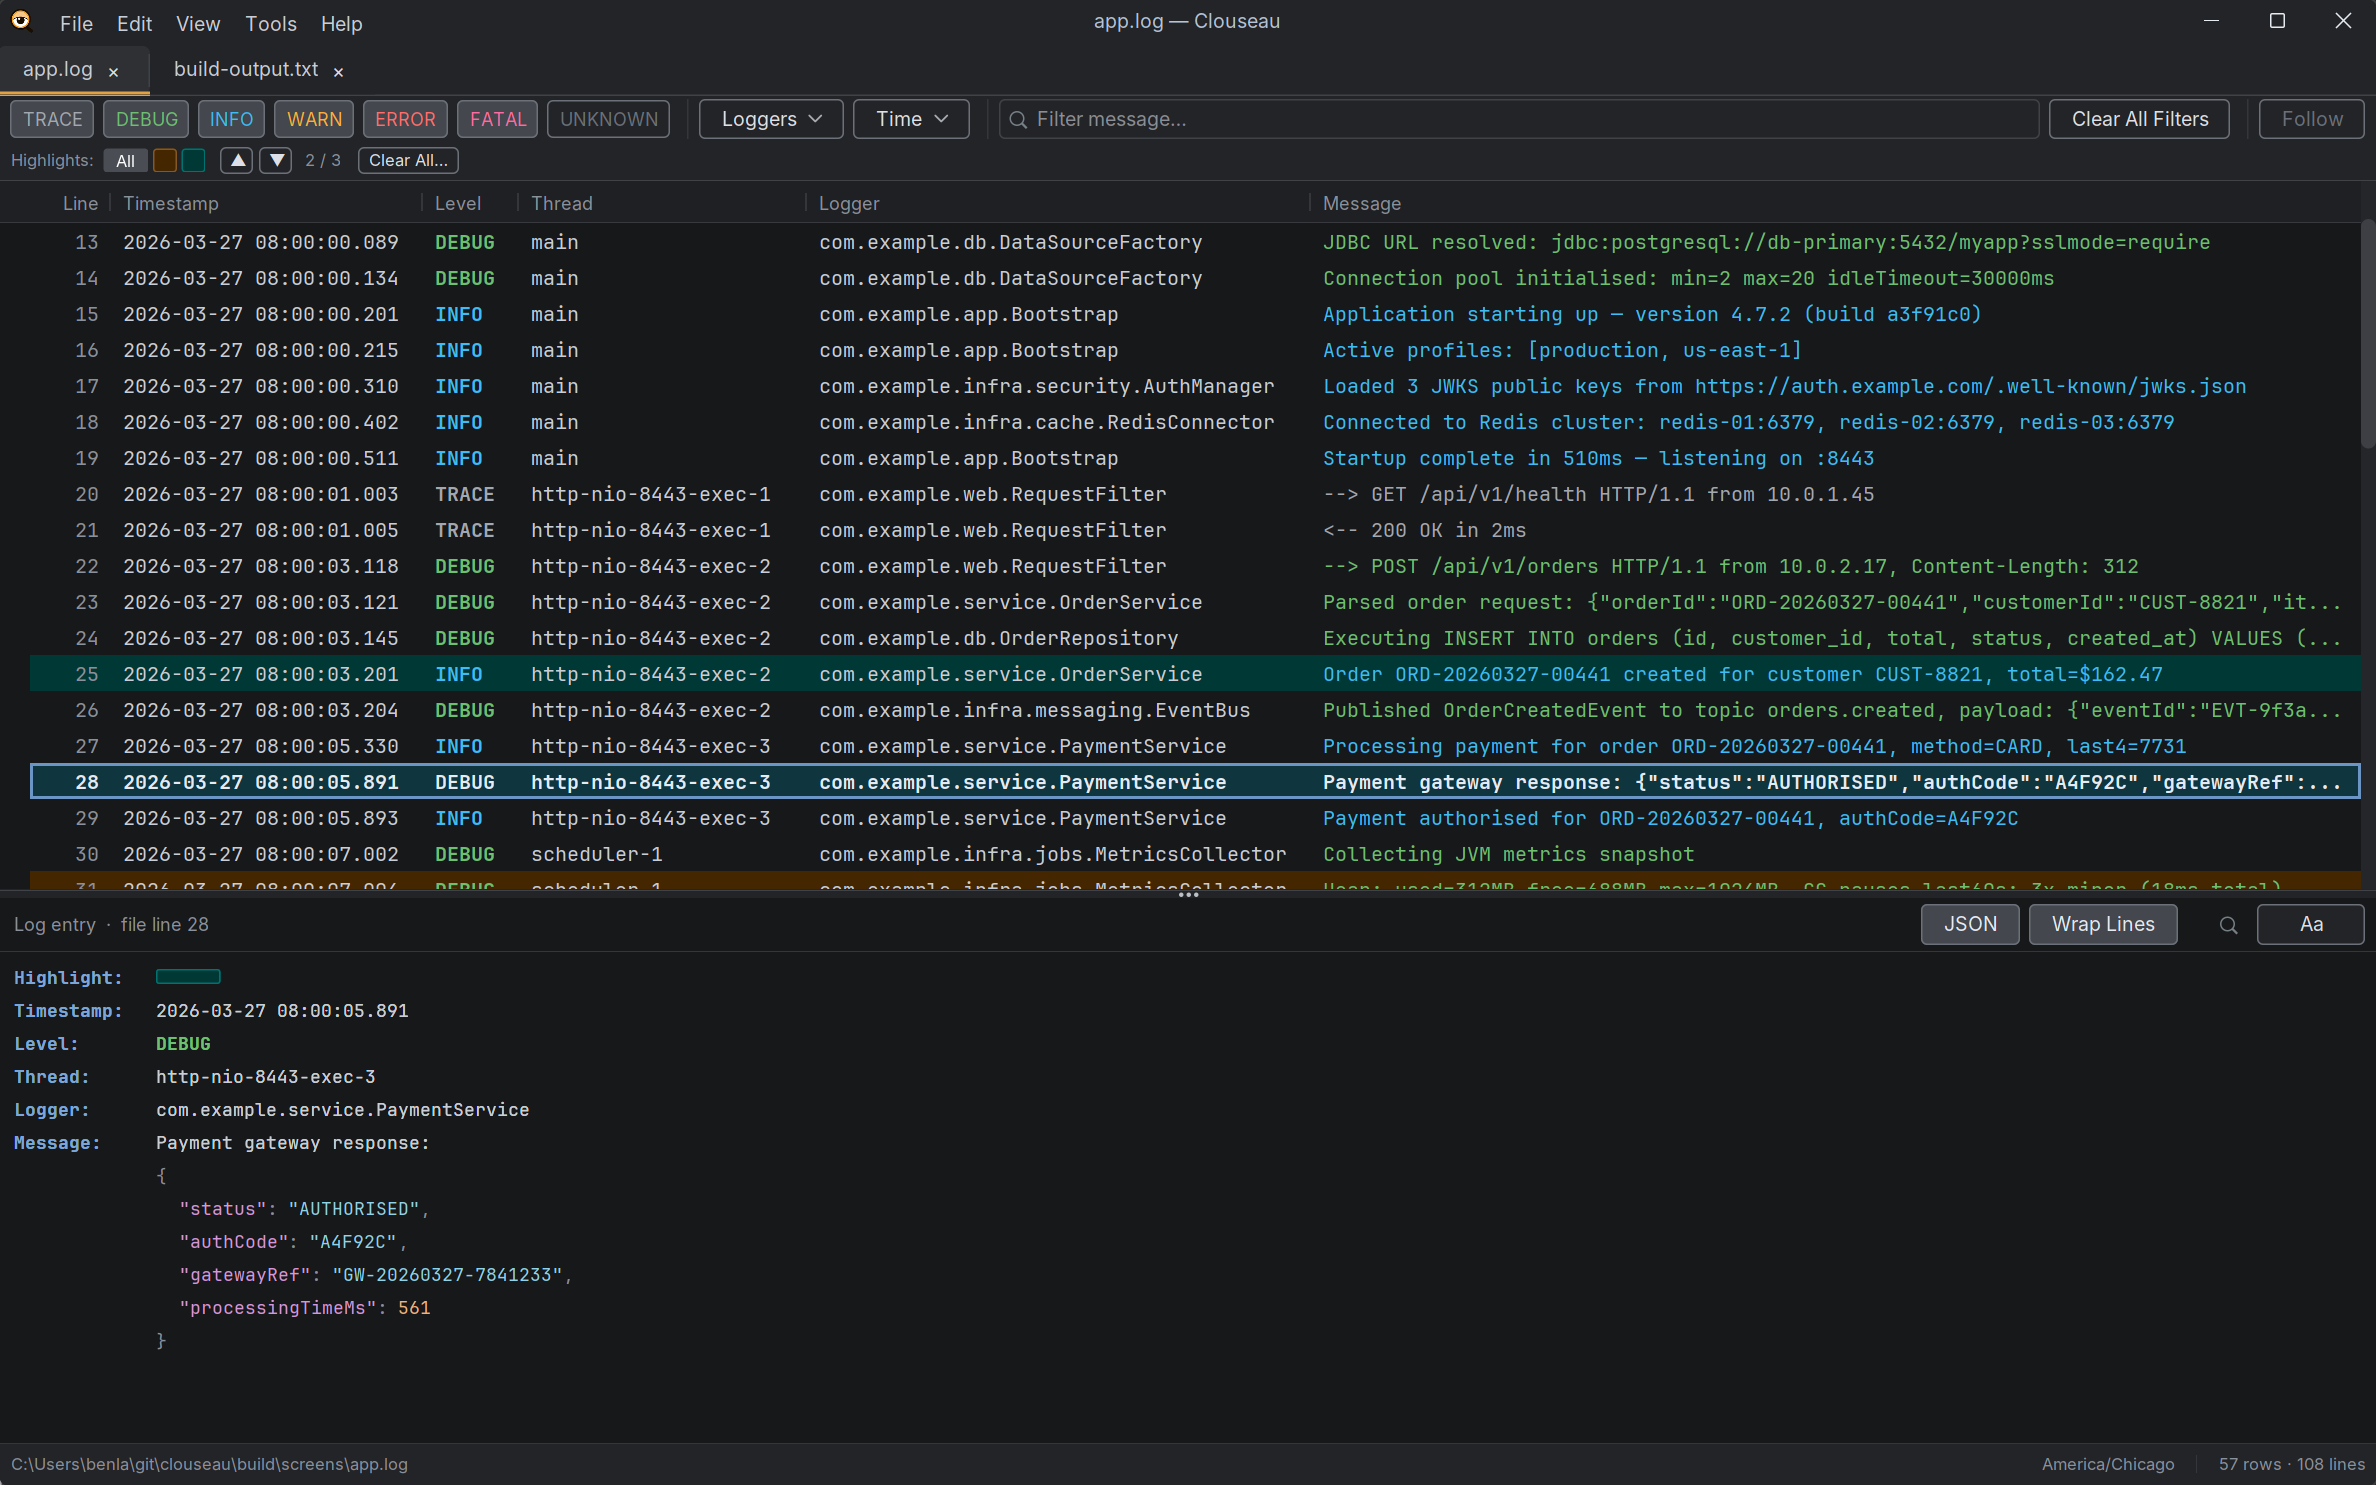 File Edit View Tools Help
app.log — Clouseau
app.log × build-output.txt ×
TRACE DEBUG INFO WARN ERROR FATAL UNKNOWN Loggers Time Filter message... Clear All Filters Follow
Highlights: All ▲ ▼ 2 / 3 Clear All...
Line Timestamp Level Thread Logger Message
13 2026-03-27 08:00:00.089 DEBUG main com.example.db.DataSourceFactory JDBC URL resolved: jdbc:postgresql://db-primary:5432/myapp?sslmode=require
14 2026-03-27 08:00:00.134 DEBUG main com.example.db.DataSourceFactory Connection pool initialised: min=2 max=20 idleTimeout=30000ms
15 2026-03-27 08:00:00.201 INFO main com.example.app.Bootstrap Application starting up — version 4.7.2 (build a3f91c0)
16 2026-03-27 08:00:00.215 INFO main com.example.app.Bootstrap Active profiles: [production, us-east-1]
17 2026-03-27 08:00:00.310 INFO main com.example.infra.security.AuthManager Loaded 3 JWKS public keys from https://auth.example.com/.well-known/jwks.json
18 2026-03-27 08:00:00.402 INFO main com.example.infra.cache.RedisConnector Connected to Redis cluster: redis-01:6379, redis-02:6379, redis-03:6379
19 2026-03-27 08:00:00.511 INFO main com.example.app.Bootstrap Startup complete in 510ms — listening on :8443
20 2026-03-27 08:00:01.003 TRACE http-nio-8443-exec-1 com.example.web.RequestFilter --> GET /api/v1/health HTTP/1.1 from 10.0.1.45
21 2026-03-27 08:00:01.005 TRACE http-nio-8443-exec-1 com.example.web.RequestFilter <-- 200 OK in 2ms
22 2026-03-27 08:00:03.118 DEBUG http-nio-8443-exec-2 com.example.web.RequestFilter --> POST /api/v1/orders HTTP/1.1 from 10.0.2.17, Content-Length: 312
23 2026-03-27 08:00:03.121 DEBUG http-nio-8443-exec-2 com.example.service.OrderService Parsed order request: {"orderId":"ORD-20260327-00441","customerId":"CUST-8821","it...
24 2026-03-27 08:00:03.145 DEBUG http-nio-8443-exec-2 com.example.db.OrderRepository Executing INSERT INTO orders (id, customer_id, total, status, created_at) VALUES (...
25 2026-03-27 08:00:03.201 INFO http-nio-8443-exec-2 com.example.service.OrderService Order ORD-20260327-00441 created for customer CUST-8821, total=$162.47
26 2026-03-27 08:00:03.204 DEBUG http-nio-8443-exec-2 com.example.infra.messaging.EventBus Published OrderCreatedEvent to topic orders.created, payload: {"eventId":"EVT-9f3a...
27 2026-03-27 08:00:05.330 INFO http-nio-8443-exec-3 com.example.service.PaymentService Processing payment for order ORD-20260327-00441, method=CARD, last4=7731
28 2026-03-27 08:00:05.891 DEBUG http-nio-8443-exec-3 com.example.service.PaymentService Payment gateway response: {"status":"AUTHORISED","authCode":"A4F92C","gatewayRef":...
29 2026-03-27 08:00:05.893 INFO http-nio-8443-exec-3 com.example.service.PaymentService Payment authorised for ORD-20260327-00441, authCode=A4F92C
30 2026-03-27 08:00:07.002 DEBUG scheduler-1 com.example.infra.jobs.MetricsCollector Collecting JVM metrics snapshot
31 2026-03-27 DEBUG scheduler-1 com.example.infra.jobs.MetricsCollector
Log entry · file line 28 JSON Wrap Lines Aa
Highlight:
Timestamp: 2026-03-27 08:00:05.891
Level: DEBUG
Thread: http-nio-8443-exec-3
Logger: com.example.service.PaymentService
Message: Payment gateway response:
{
"status": "AUTHORISED",
"authCode": "A4F92C",
"gatewayRef": "GW-20260327-7841233",
"processingTimeMs": 561
}
C:\Users\benla\git\clouseau\build\screens\app.log America/Chicago 57 rows · 108 lines